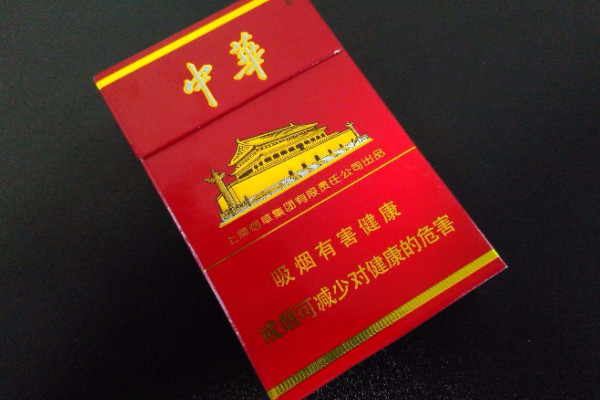 中華
上海烟草集团有限责任公司出品
吸烟有害健康
戒烟可减少对健康的危害